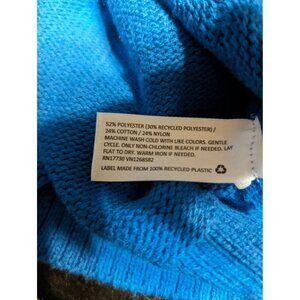 52% POLYESTER (30% RECYCLED POLYESTER) /
24% COTTON / 24% NYLON
MACHINE WASH COLD WITH LIKE COLORS. GENTLE
CYCLE. ONLY NON-CHLORINE BLEACH IF NEEDED. LAY
FLAT TO DRY. WARM IRON IF NEEDED.
RN17730 VN1268582
LABEL MADE FROM 100% RECYCLED PLASTIC